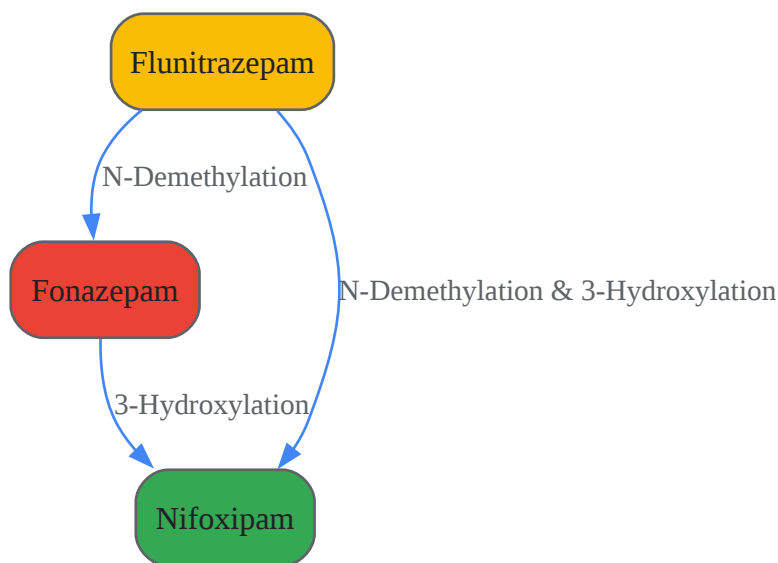 Flunitrazepam
N-Demethylation
Fonazepam
N-Demethylation & 3-Hydroxylation
3-Hydroxylation
Nifoxipam